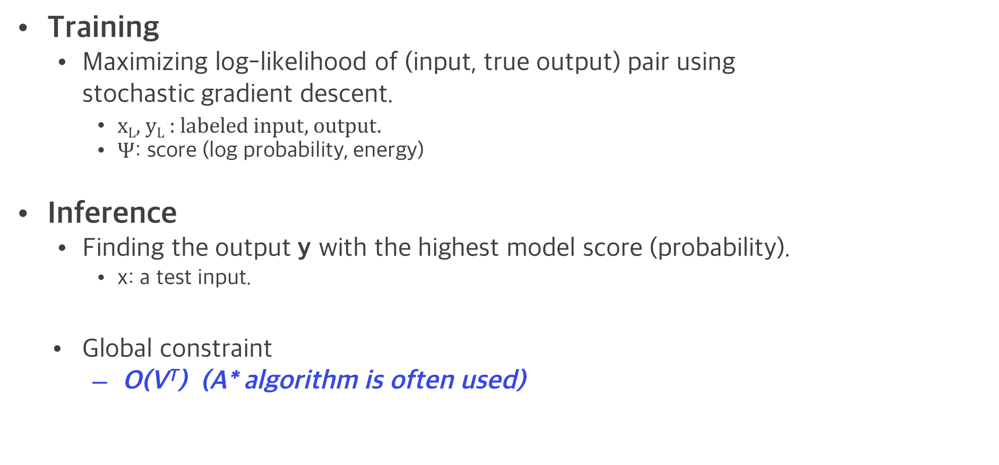 • Training
• Maximizing log-likelihood of (input, true output) pair using
stochastic gradient descent.
• x_L, y_L : labeled input, output.
• Ψ: score (log probability, energy)
• Inference
• Finding the output y with the highest model score (probability).
• x: a test input.
• Global constraint
– O(V^T) (A* algorithm is often used)